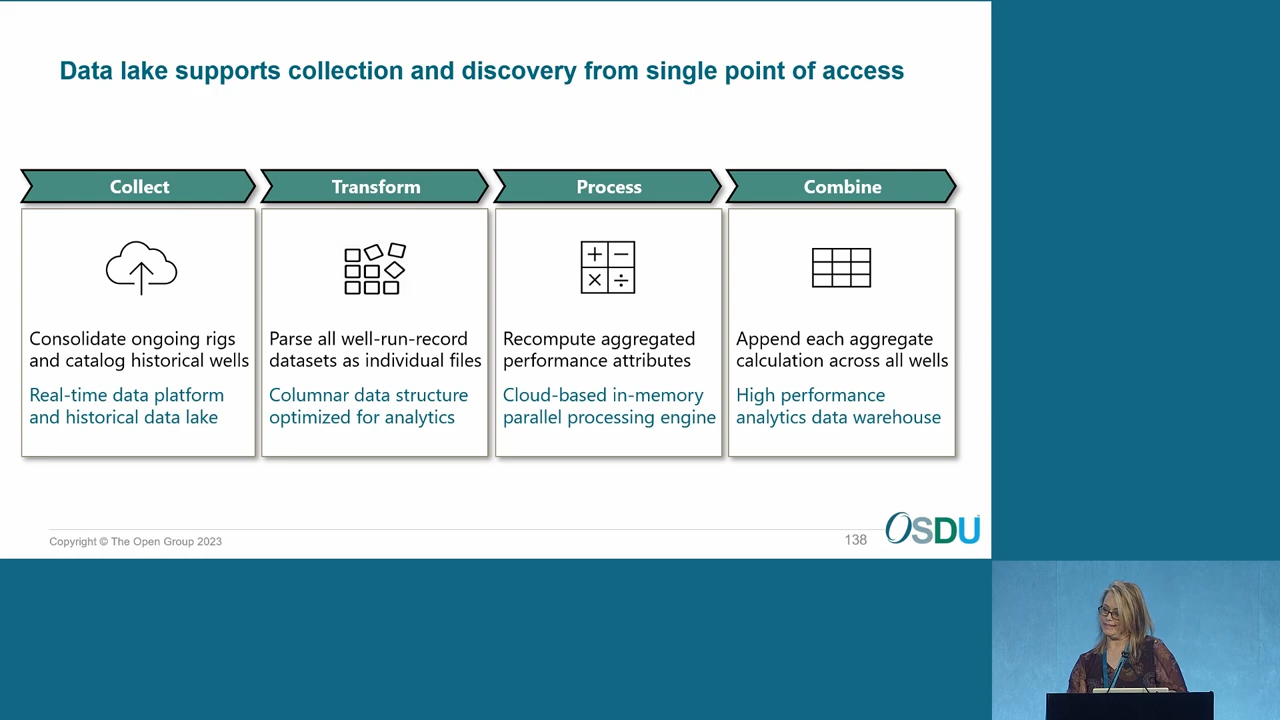 Data lake supports collection and discovery from single point of access
Collect
Transform
Process
Combine
Consolidate ongoing rigs
and catalog historical wells
Real-time data platform
and historical data lake
Parse all well-run-record
datasets as individual files
Columnar data structure
optimized for analytics
Recompute aggregated
performance attributes
Cloud-based in-memory
parallel processing engine
Append each aggregate
calculation across all wells
High performance
analytics data warehouse
Copyright © The Open Group 2023
138
OSDU